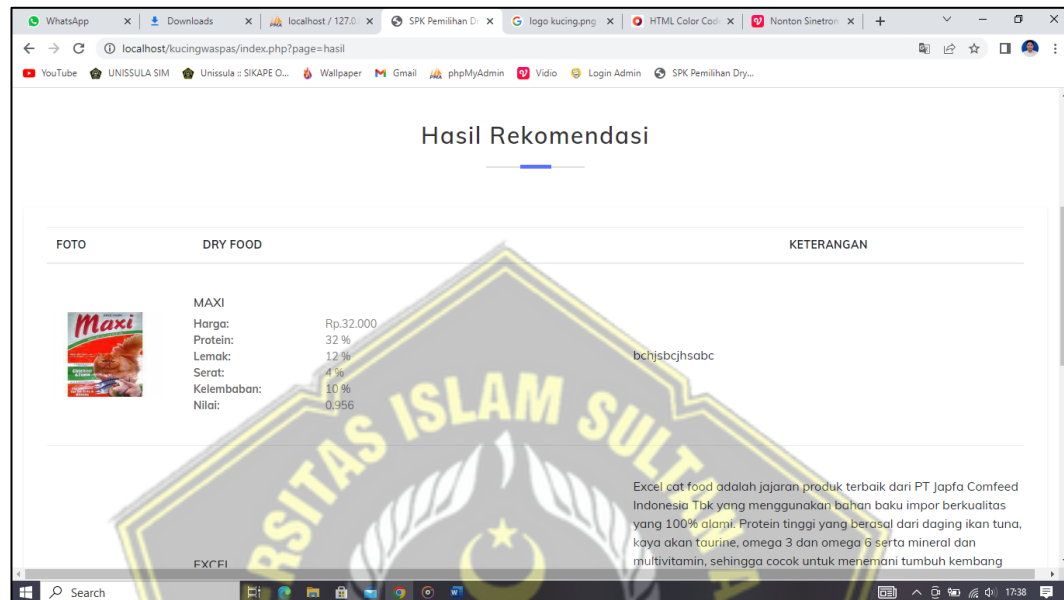 WhatsApp
Downloads
localhost / 127.0.
SPK Pemilihan D
logo kucing.png
HTML Color Cod
Nonton Sinetron
localhost/kucingwaspas/index.php?page=hasil
YouTube
UNISSULA SIM
Unissula :: SIKAPE O...
Wallpaper
Gmail
phpMyAdmin
Vidio
Login Admin
SPK Pemilihan Dry...
Hasil Rekomendasi
FOTO DRY FOOD KETERANGAN
Maxi
MAXI
Harga: Rp.32.000
Protein: 32 %
Lemak: 12 %
Serat: 4 %
Kelembaban: 10 %
Nilai: 0.956
bchjsbcjhsabc
EXCEL
Excel cat food adalah jajaran produk terbaik dari PT Japfa Comfeed
Indonesia Tbk yang menggunakan bahan baku impor berkualitas
yang 100% alami. Protein tinggi yang berasal dari daging ikan tuna,
kaya akan taurine, omega 3 dan omega 6 serta mineral dan
multivitamin, sehingga cocok untuk menemani tumbuh kembang
RSITAS ISLAM SULTAN
Search
17:38